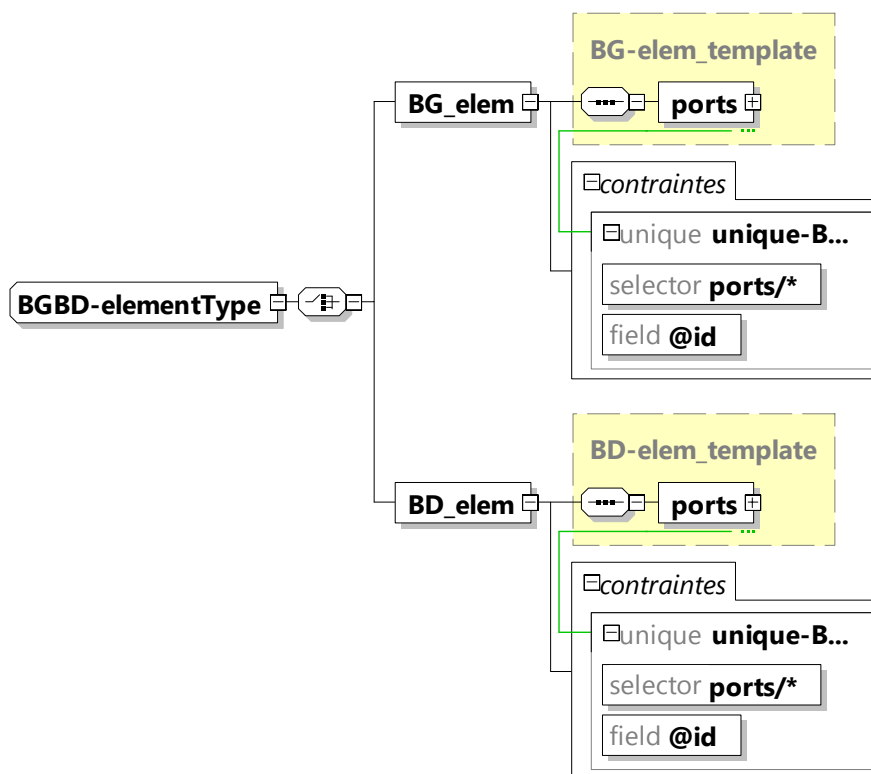 BG-elem_template
BG_elem
ports
contraintes
unique unique-B...
selector ports/*
field @id
BGBD-elementType
BD-elem_template
BD_elem
ports
contraintes
unique unique-B...
selector ports/*
field @id